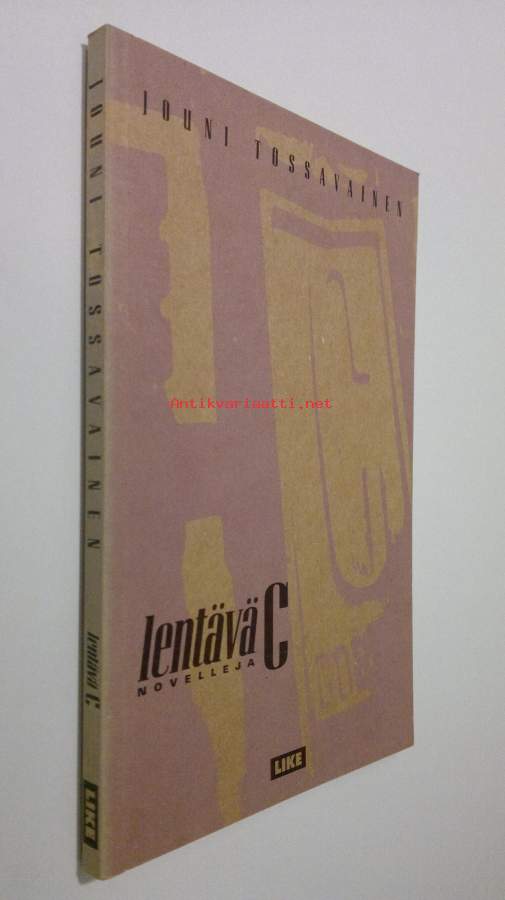 JOUNI TOSSAVAINEN
lentävä C
NOVELLEJA
LIKE
JOUNI TOSSAVAINEN
lentävä C
LIKE
Antikvariaatti.net